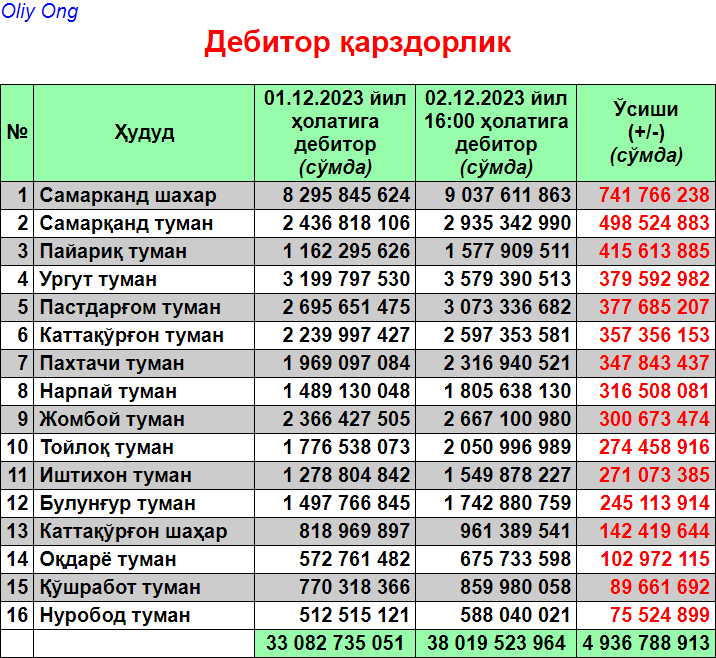 Oliy Ong
Дебитор қарздорлик
№ Ҳудуд 01.12.2023 йил ҳолатига дебитор (сўмда) 02.12.2023 йил 16:00 ҳолатига дебитор (сўмда) Ўсиши (+/-) (сўмда)
1 Самарканд шахар 8 295 845 624 9 037 611 863 741 766 238
2 Самарқанд туман 2 436 818 106 2 935 342 990 498 524 883
3 Пайариқ туман 1 162 295 626 1 577 909 511 415 613 885
4 Ургут туман 3 199 797 530 3 579 390 513 379 592 982
5 Пастдарғом туман 2 695 651 475 3 073 336 682 377 685 207
6 Каттақўрғон туман 2 239 997 427 2 597 353 581 357 356 153
7 Пахтачи туман 1 969 097 084 2 316 940 521 347 843 437
8 Нарпай туман 1 489 130 048 1 805 638 130 316 508 081
9 Жомбой туман 2 366 427 505 2 667 100 980 300 673 474
10 Тойлоқ туман 1 776 538 073 2 050 996 989 274 458 916
11 Иштихон туман 1 278 804 842 1 549 878 227 271 073 385
12 Булунғур туман 1 497 766 845 1 742 880 759 245 113 914
13 Каттақўрғон шаҳар 818 969 897 961 389 541 142 419 644
14 Оқдарё туман 572 761 482 675 733 598 102 972 115
15 Қўшработ туман 770 318 366 859 980 058 89 661 692
16 Нуробод туман 512 515 121 588 040 021 75 524 899
33 082 735 051 38 019 523 964 4 936 788 913